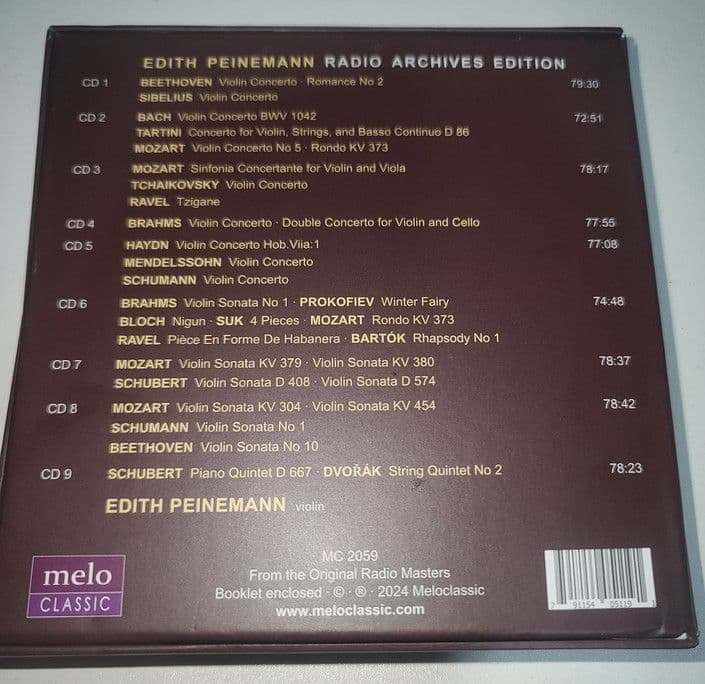 EDITH PEINEMANN RADIO ARCHIVES EDITION
CD 1 BEETHOVEN Violin Concerto · Romance No 2 79:30
SIBELIUS Violin Concerto
CD 2 BACH Violin Concerto BWV 1042 72:51
TARTINI Concerto for Violin, Strings, and Basso Continuo D 86
MOZART Violin Concerto No 5 · Rondo KV 373
CD 3 MOZART Sinfonia Concertante for Violin and Viola 78:17
TCHAIKOVSKY Violin Concerto
RAVEL Tzigane
CD 4 BRAHMS Violin Concerto · Double Concerto for Violin and Cello 77:55
CD 5 HAYDN Violin Concerto Hob.Viia:1 77:08
MENDELSSOHN Violin Concerto
SCHUMANN Violin Concerto
CD 6 BRAHMS Violin Sonata No 1 · PROKOFIEV Winter Fairy 74:48
BLOCH Nigun · SUK 4 Pieces · MOZART Rondo KV 373
RAVEL Pièce En Forme De Habanera · BARTÓK Rhapsody No 1
CD 7 MOZART Violin Sonata KV 379 · Violin Sonata KV 380 78:37
SCHUBERT Violin Sonata D 408 · Violin Sonata D 574
CD 8 MOZART Violin Sonata KV 304 · Violin Sonata KV 454 78:42
SCHUMANN Violin Sonata No 1
BEETHOVEN Violin Sonata No 10
CD 9 SCHUBERT Piano Quintet D 667 · DVOŘÁK String Quintet No 2 78:23
EDITH PEINEMANN violin
melo
CLASSIC
MC 2059
From the Original Radio Masters
Booklet enclosed · © · ® · 2024 Meloclassic
www.meloclassic.com
91154 05119